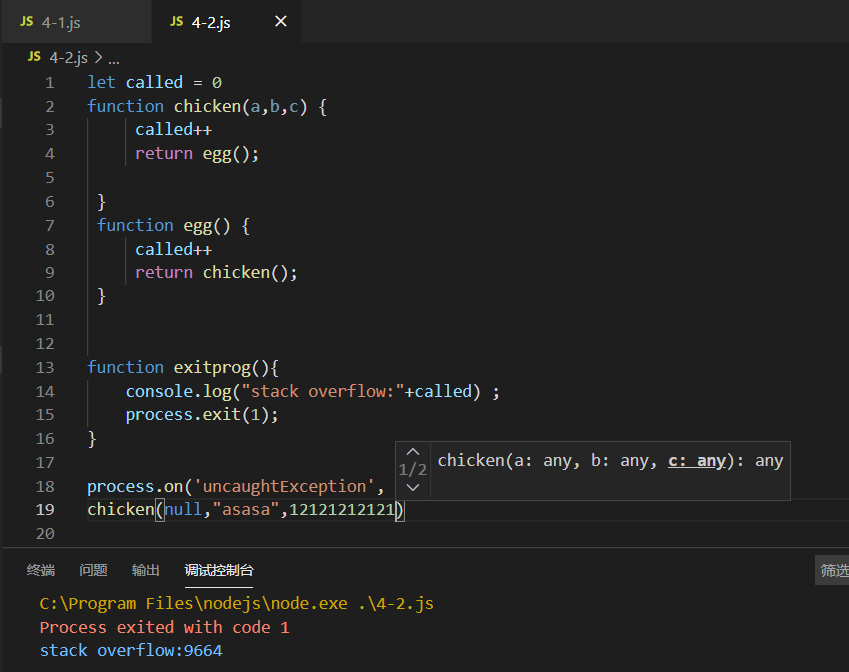 JS 4-1.js JS 4-2.js ×
JS 4-2.js > ...
1 let called = 0
2 function chicken(a,b,c) {
3 called++
4 return egg();
5
6 }
7 function egg() {
8 called++
9 return chicken();
10 }
11
12
13 function exitprog(){
14 console.log("stack overflow:"+called) ;
15 process.exit(1);
16 }
17
1/2 chicken(a: any, b: any, c: any): any
18 process.on('uncaughtException',
19 chicken(null,"asasa",12121212121)
20
终端 问题 输出 调试控制台 筛选
C:\Program Files\nodejs\node.exe .\4-2.js
Process exited with code 1
stack overflow:9664